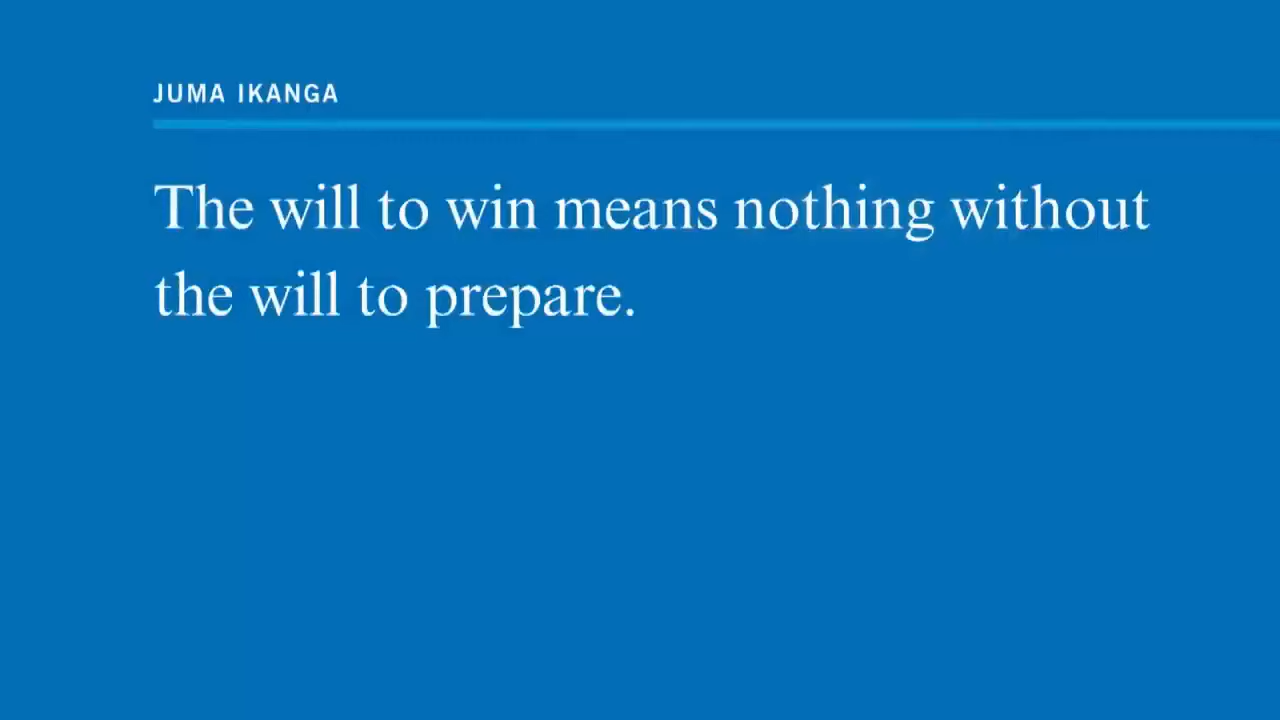 JUMA IKANGA
The will to win means nothing without
the will to prepare.